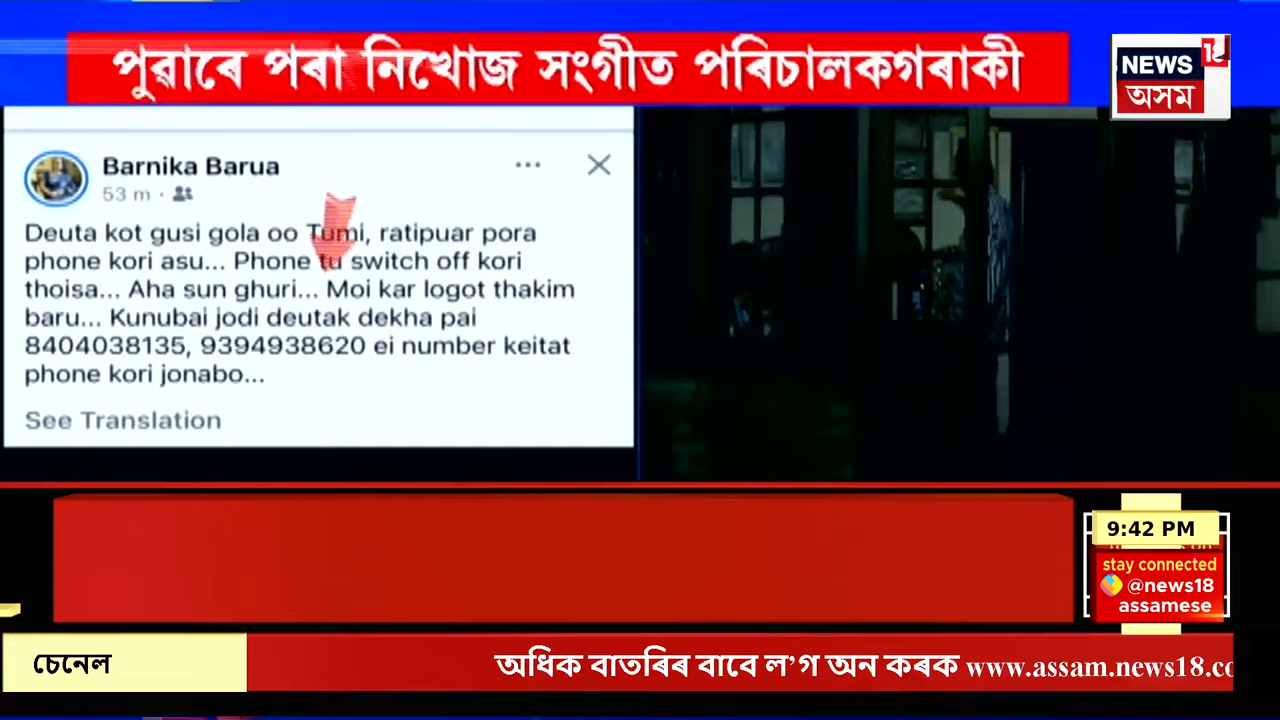 পুৱাৰে পৰা নিখোজ সংগীত পৰিচালকগৰাকী
NEWS 18
অসম
Barnika Barua
53 m
Deuta kot gusi gola oo Tumi, ratipuar pora
phone kori asu... Phone tu switch off kori
thoisa... Aha sun ghuri... Moi kar logot thakim
baru... Kunubai jodi deutak dekha pai
8404038135, 9394938620 ei number keitat
phone kori jonabo...
See Translation
9:42 PM
stay connected
@news18
assamese
চেনেল
অধিক বাতৰিৰ বাবে ল'গ অন কৰক www.assam.news18.co